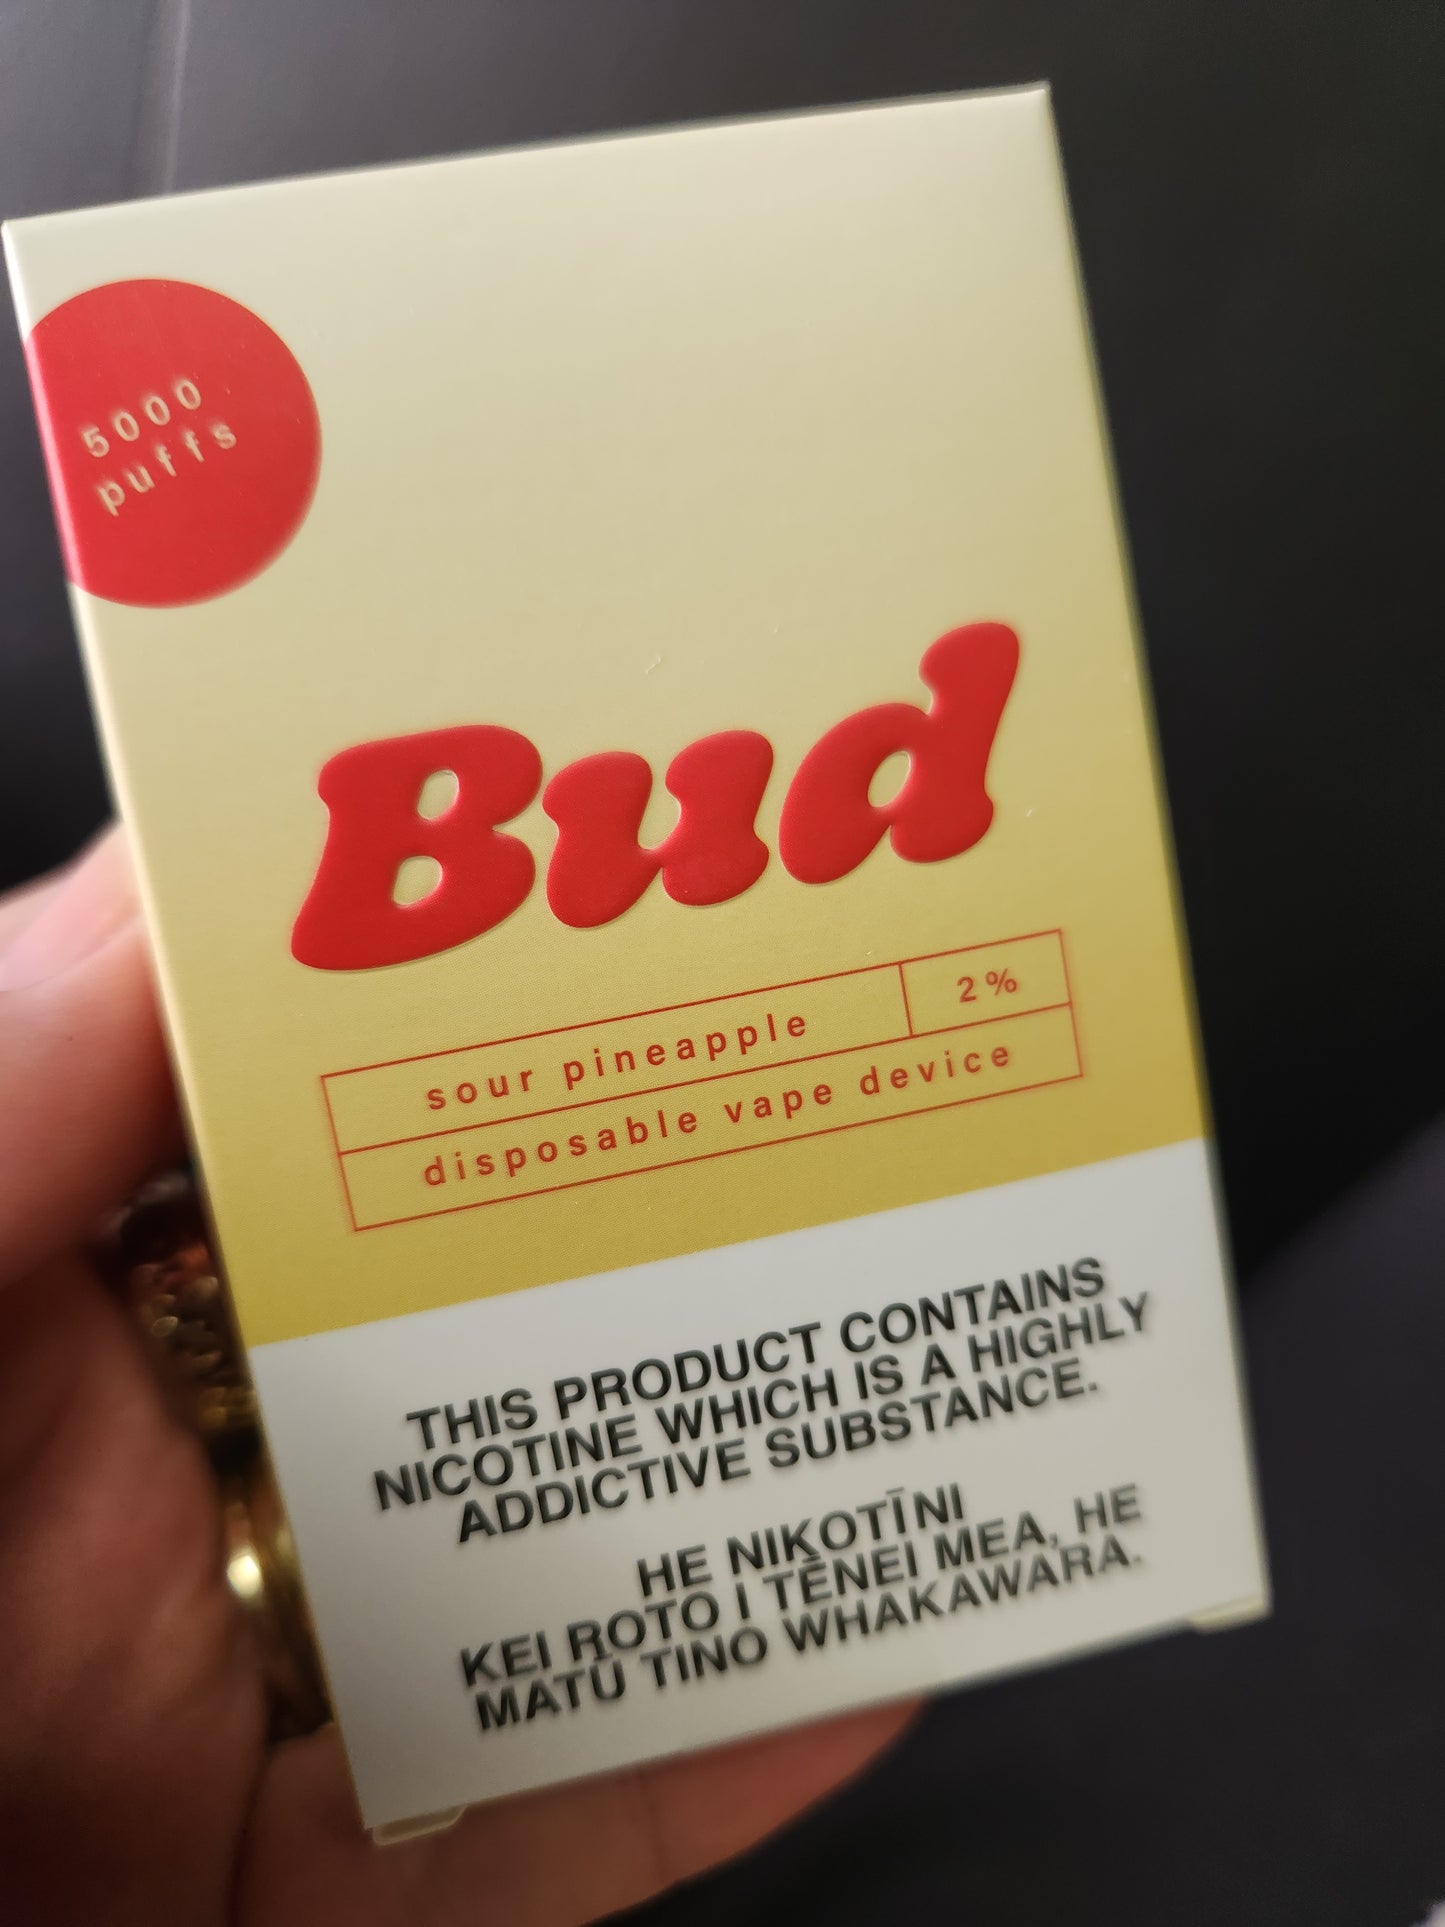 5000
puffs
Bud
sour pineapple
2%
disposable vape device
THIS PRODUCT CONTAINS
NICOTINE WHICH IS A HIGHLY
ADDICTIVE SUBSTANCE.
HE NIKOTĪNI
KEI ROTO I TĒNEI MEA, HE
MATŪ TINO WHAKAWARA.